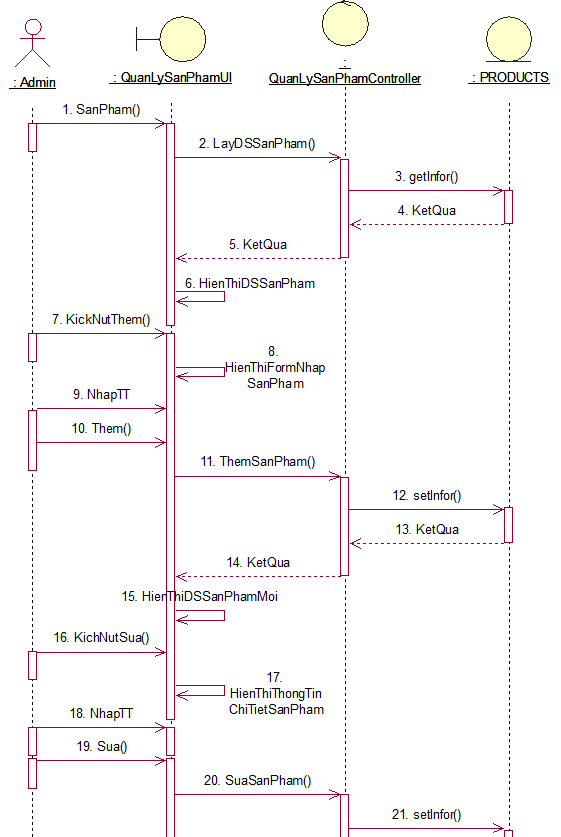 :
: Admin
: QuanLySanPhamUI
QuanLySanPhamController
: PRODUCTS
1. SanPham()
2. LayDSSanPham()
3. getInfor()
4. KetQua
5. KetQua
6. HienThiDSSanPham
7. KickNutThem()
8.
HienThiFormNhap
SanPham
9. NhapTT
10. Them()
11. ThemSanPham()
12. setInfor()
13. KetQua
14. KetQua
15. HienThiDSSanPhamMoi
16. KichNutSua()
17.
HienThiThongTin
ChiTietSanPham
18. NhapTT
19. Sua()
20. SuaSanPham()
21. setInfor()